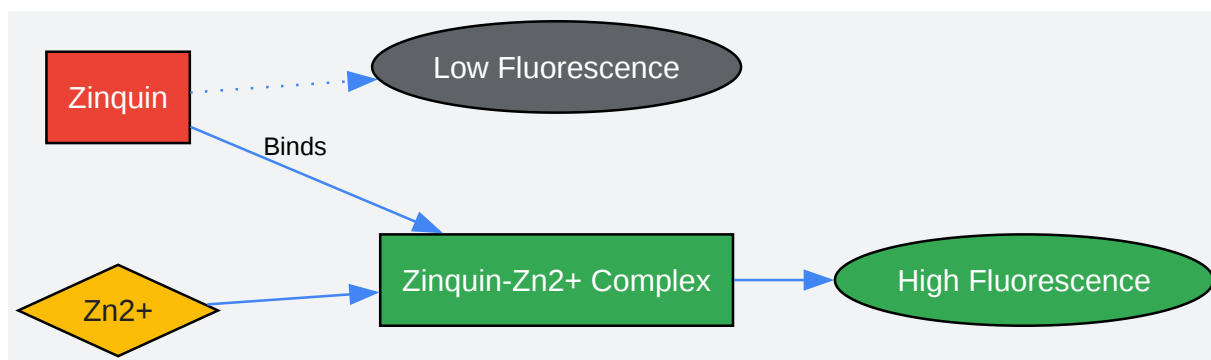 Low Fluorescence
Zinquin
Binds
Zinquin-Zn2+ Complex
High Fluorescence
Zn2+